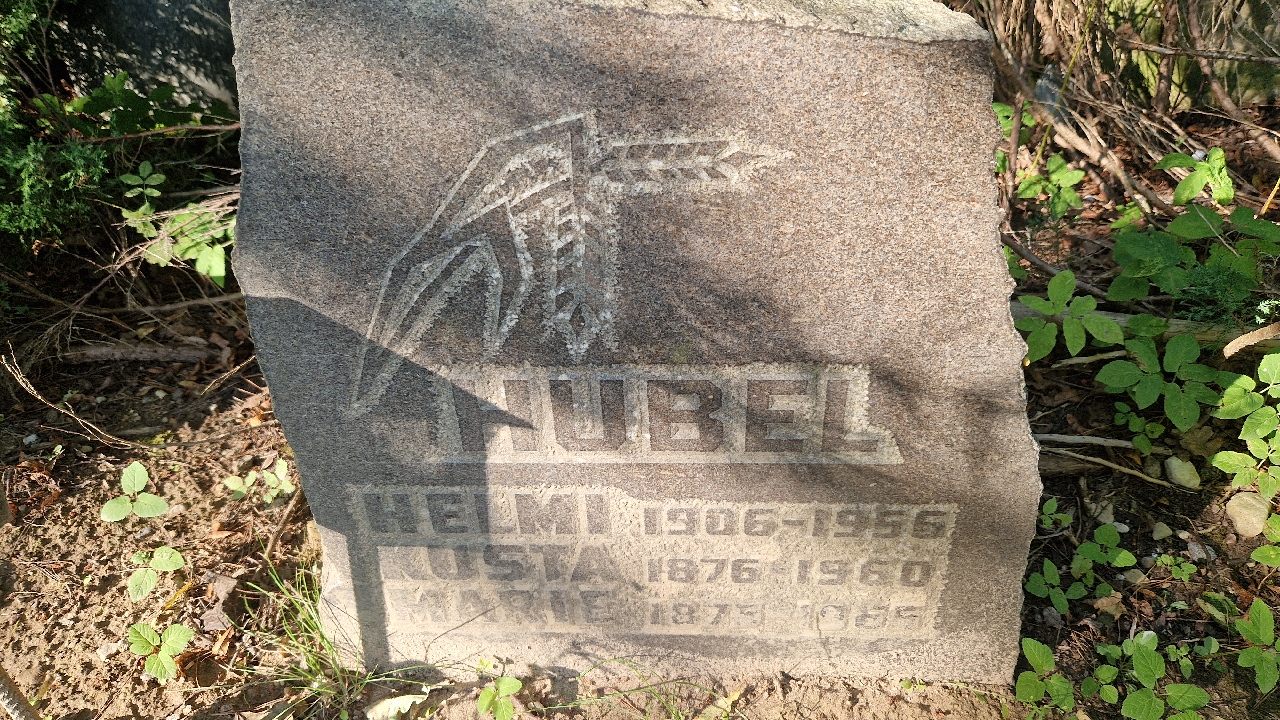 HUBEL
HELMI 1906-1956
KUSTA 1876-1960
MARIE